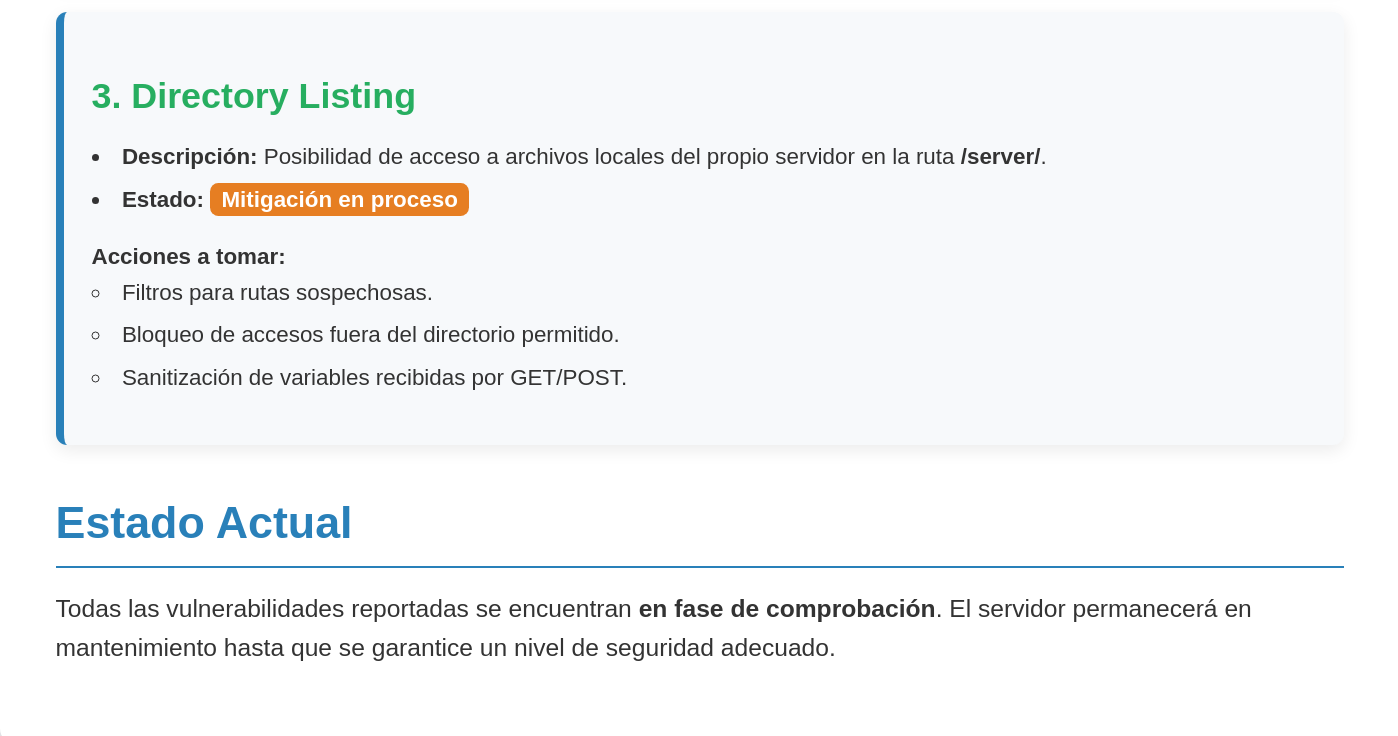 3. Directory Listing
• Descripción: Posibilidad de acceso a archivos locales del propio servidor en la ruta /server/.
• Estado: Mitigación en proceso
Acciones a tomar:
◦ Filtros para rutas sospechosas.
◦ Bloqueo de accesos fuera del directorio permitido.
◦ Sanitización de variables recibidas por GET/POST.
Estado Actual
Todas las vulnerabilidades reportadas se encuentran en fase de comprobación. El servidor permanecerá en
mantenimiento hasta que se garantice un nivel de seguridad adecuado.